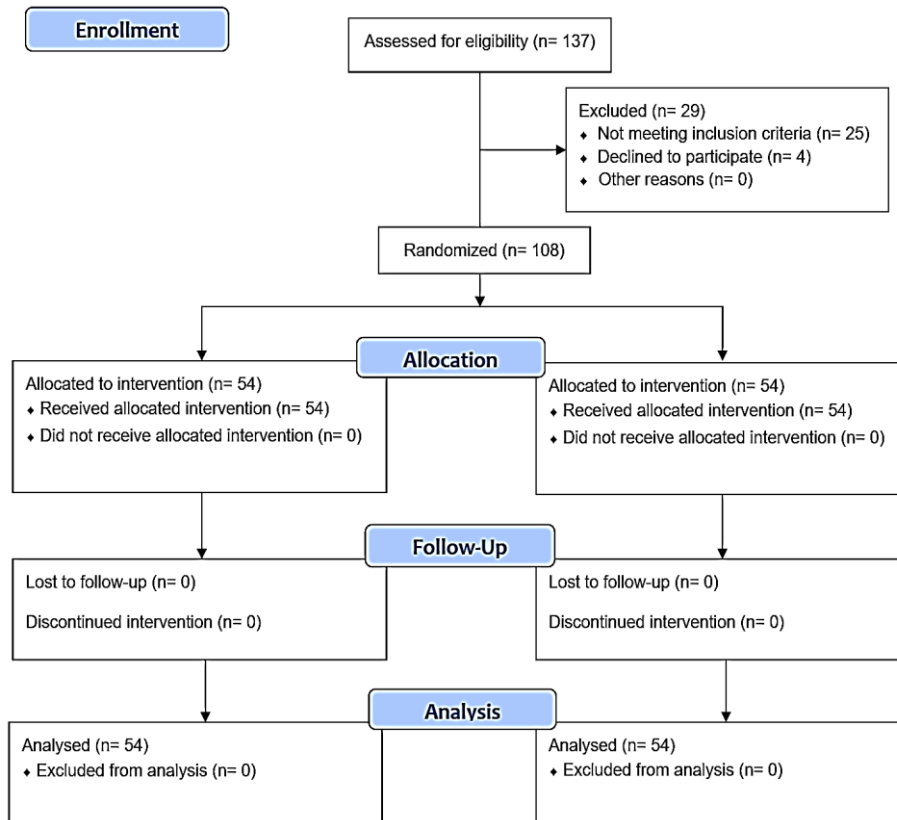 Enrollment
Assessed for eligibility (n= 137)
Excluded (n= 29)
♦ Not meeting inclusion criteria (n= 25)
♦ Declined to participate (n= 4)
♦ Other reasons (n= 0)
Randomized (n= 108)
Allocation
Allocated to intervention (n= 54)
♦ Received allocated intervention (n= 54)
♦ Did not receive allocated intervention (n= 0)
Allocated to intervention (n= 54)
♦ Received allocated intervention (n= 54)
♦ Did not receive allocated intervention (n= 0)
Follow-Up
Lost to follow-up (n= 0)
Discontinued intervention (n= 0)
Lost to follow-up (n= 0)
Discontinued intervention (n= 0)
Analysis
Analysed (n= 54)
♦ Excluded from analysis (n= 0)
Analysed (n= 54)
♦ Excluded from analysis (n= 0)